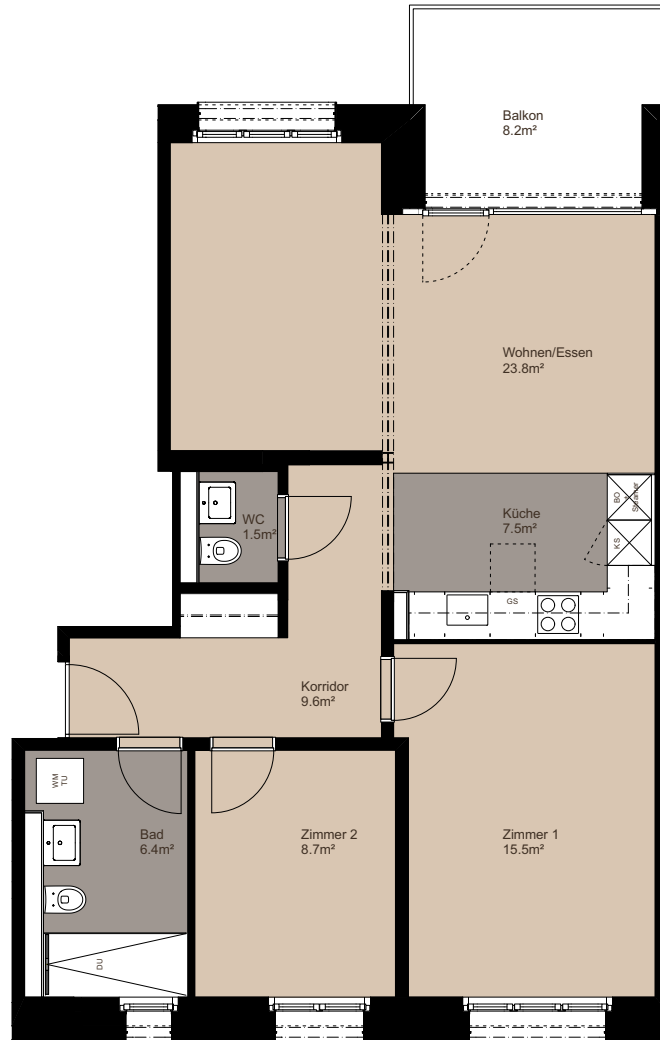 Balkon
8.2m²
Wohnen/Essen
23.8m²
BO
Steamer
KS
Küche
7.5m²
GS
WC
1.5m²
Korridor
9.6m²
WM
TU
Bad
6.4m²
DU
Zimmer 2
8.7m²
Zimmer 1
15.5m²